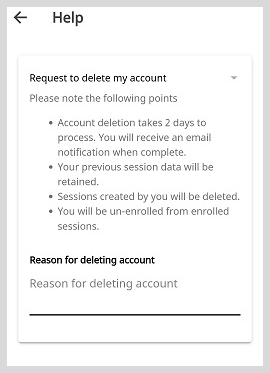 Help
Request to delete my account
Please note the following points
• Account deletion takes 2 days to
process. You will receive an email
notification when complete.
• Your previous session data will be
retained.
• Sessions created by you will be deleted.
• You will be un-enrolled from enrolled
sessions.
Reason for deleting account
Reason for deleting account